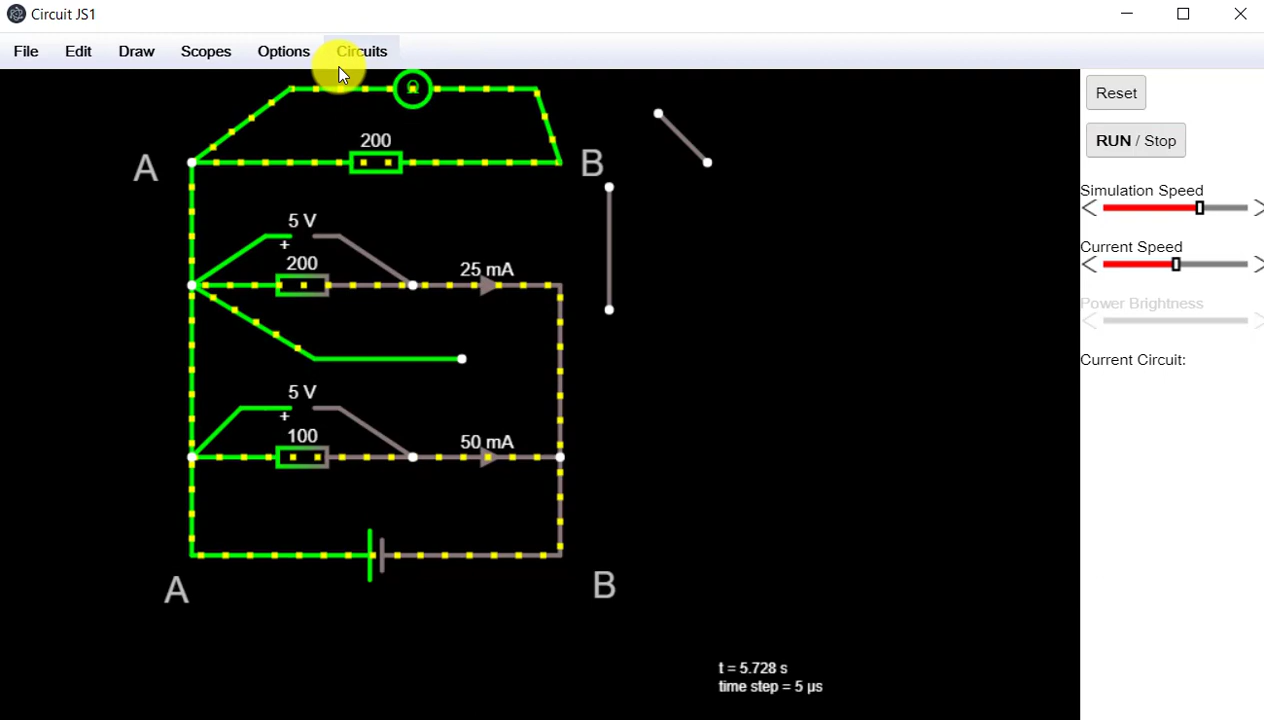 Circuit JS1
File Edit Draw Scopes Options Circuits
Ω
200
A B
5 V
+
200 25 mA
5 V
+
100 50 mA
A B
t = 5.728 s
time step = 5 μs
Reset
RUN / Stop
Simulation Speed
Current Speed
Power Brightness
Current Circuit: